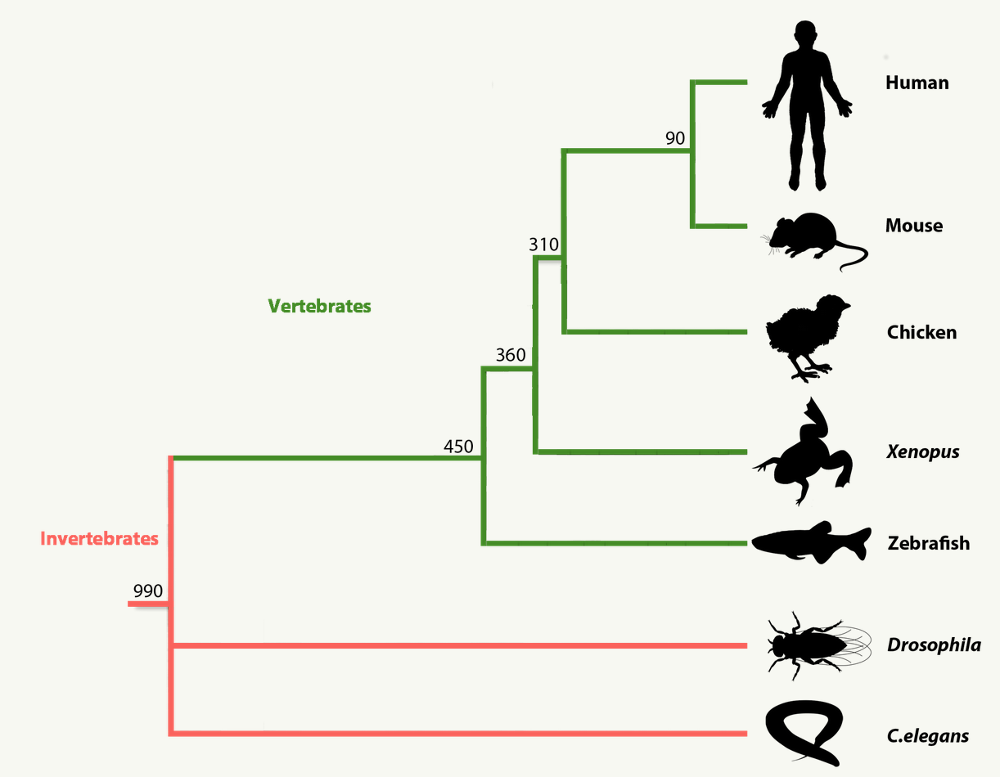 Human
90
Mouse
310
Vertebrates
Chicken
360
450
Xenopus
Invertebrates
Zebrafish
990
Drosophila
C.elegans